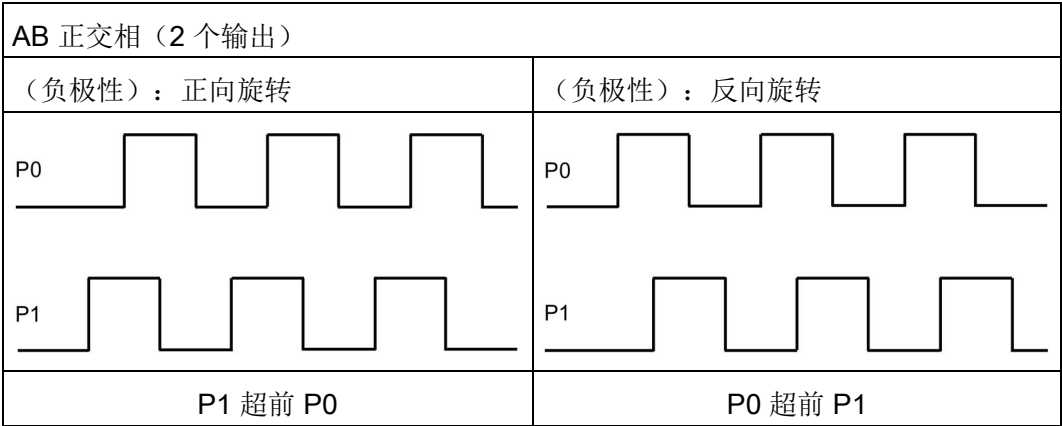 AB 正交相（2 个输出）
（负极性）：正向旋转
（负极性）：反向旋转
P0
P0
P1
P1
P1 超前 P0
P0 超前 P1